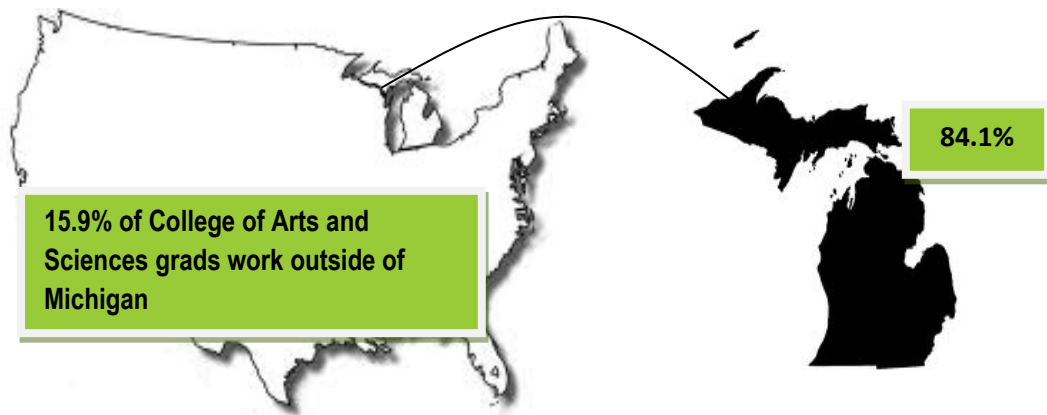 84.1%
15.9% of College of Arts and
Sciences grads work outside of
Michigan